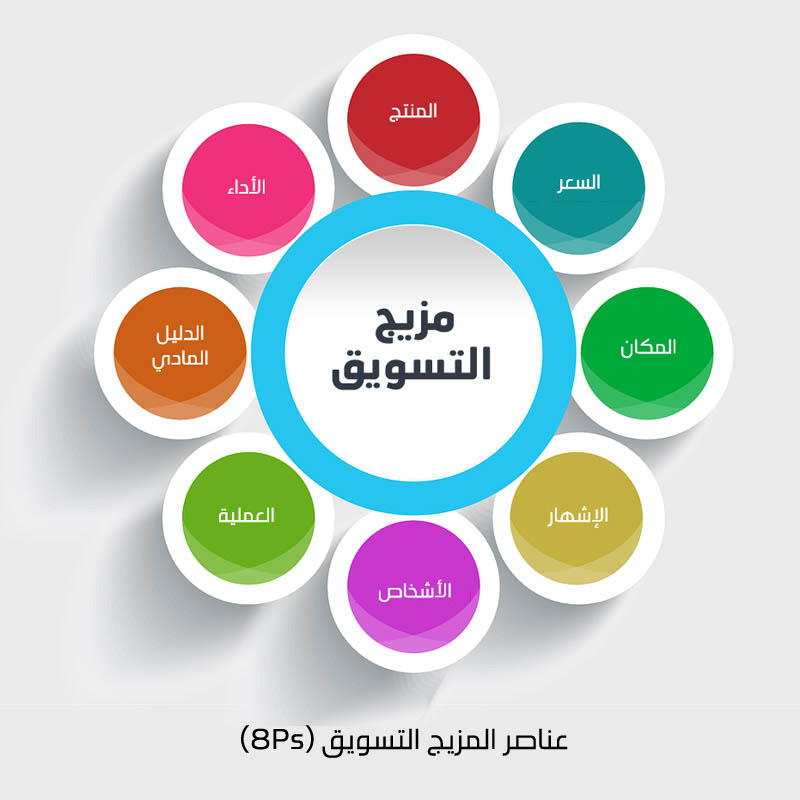 المنتج
السعر
المكان
الإشهار
الأشخاص
العملية
الدليل
المادي
الأداء
مزيج
التسويق
عناصر المزيج التسويق (8Ps)